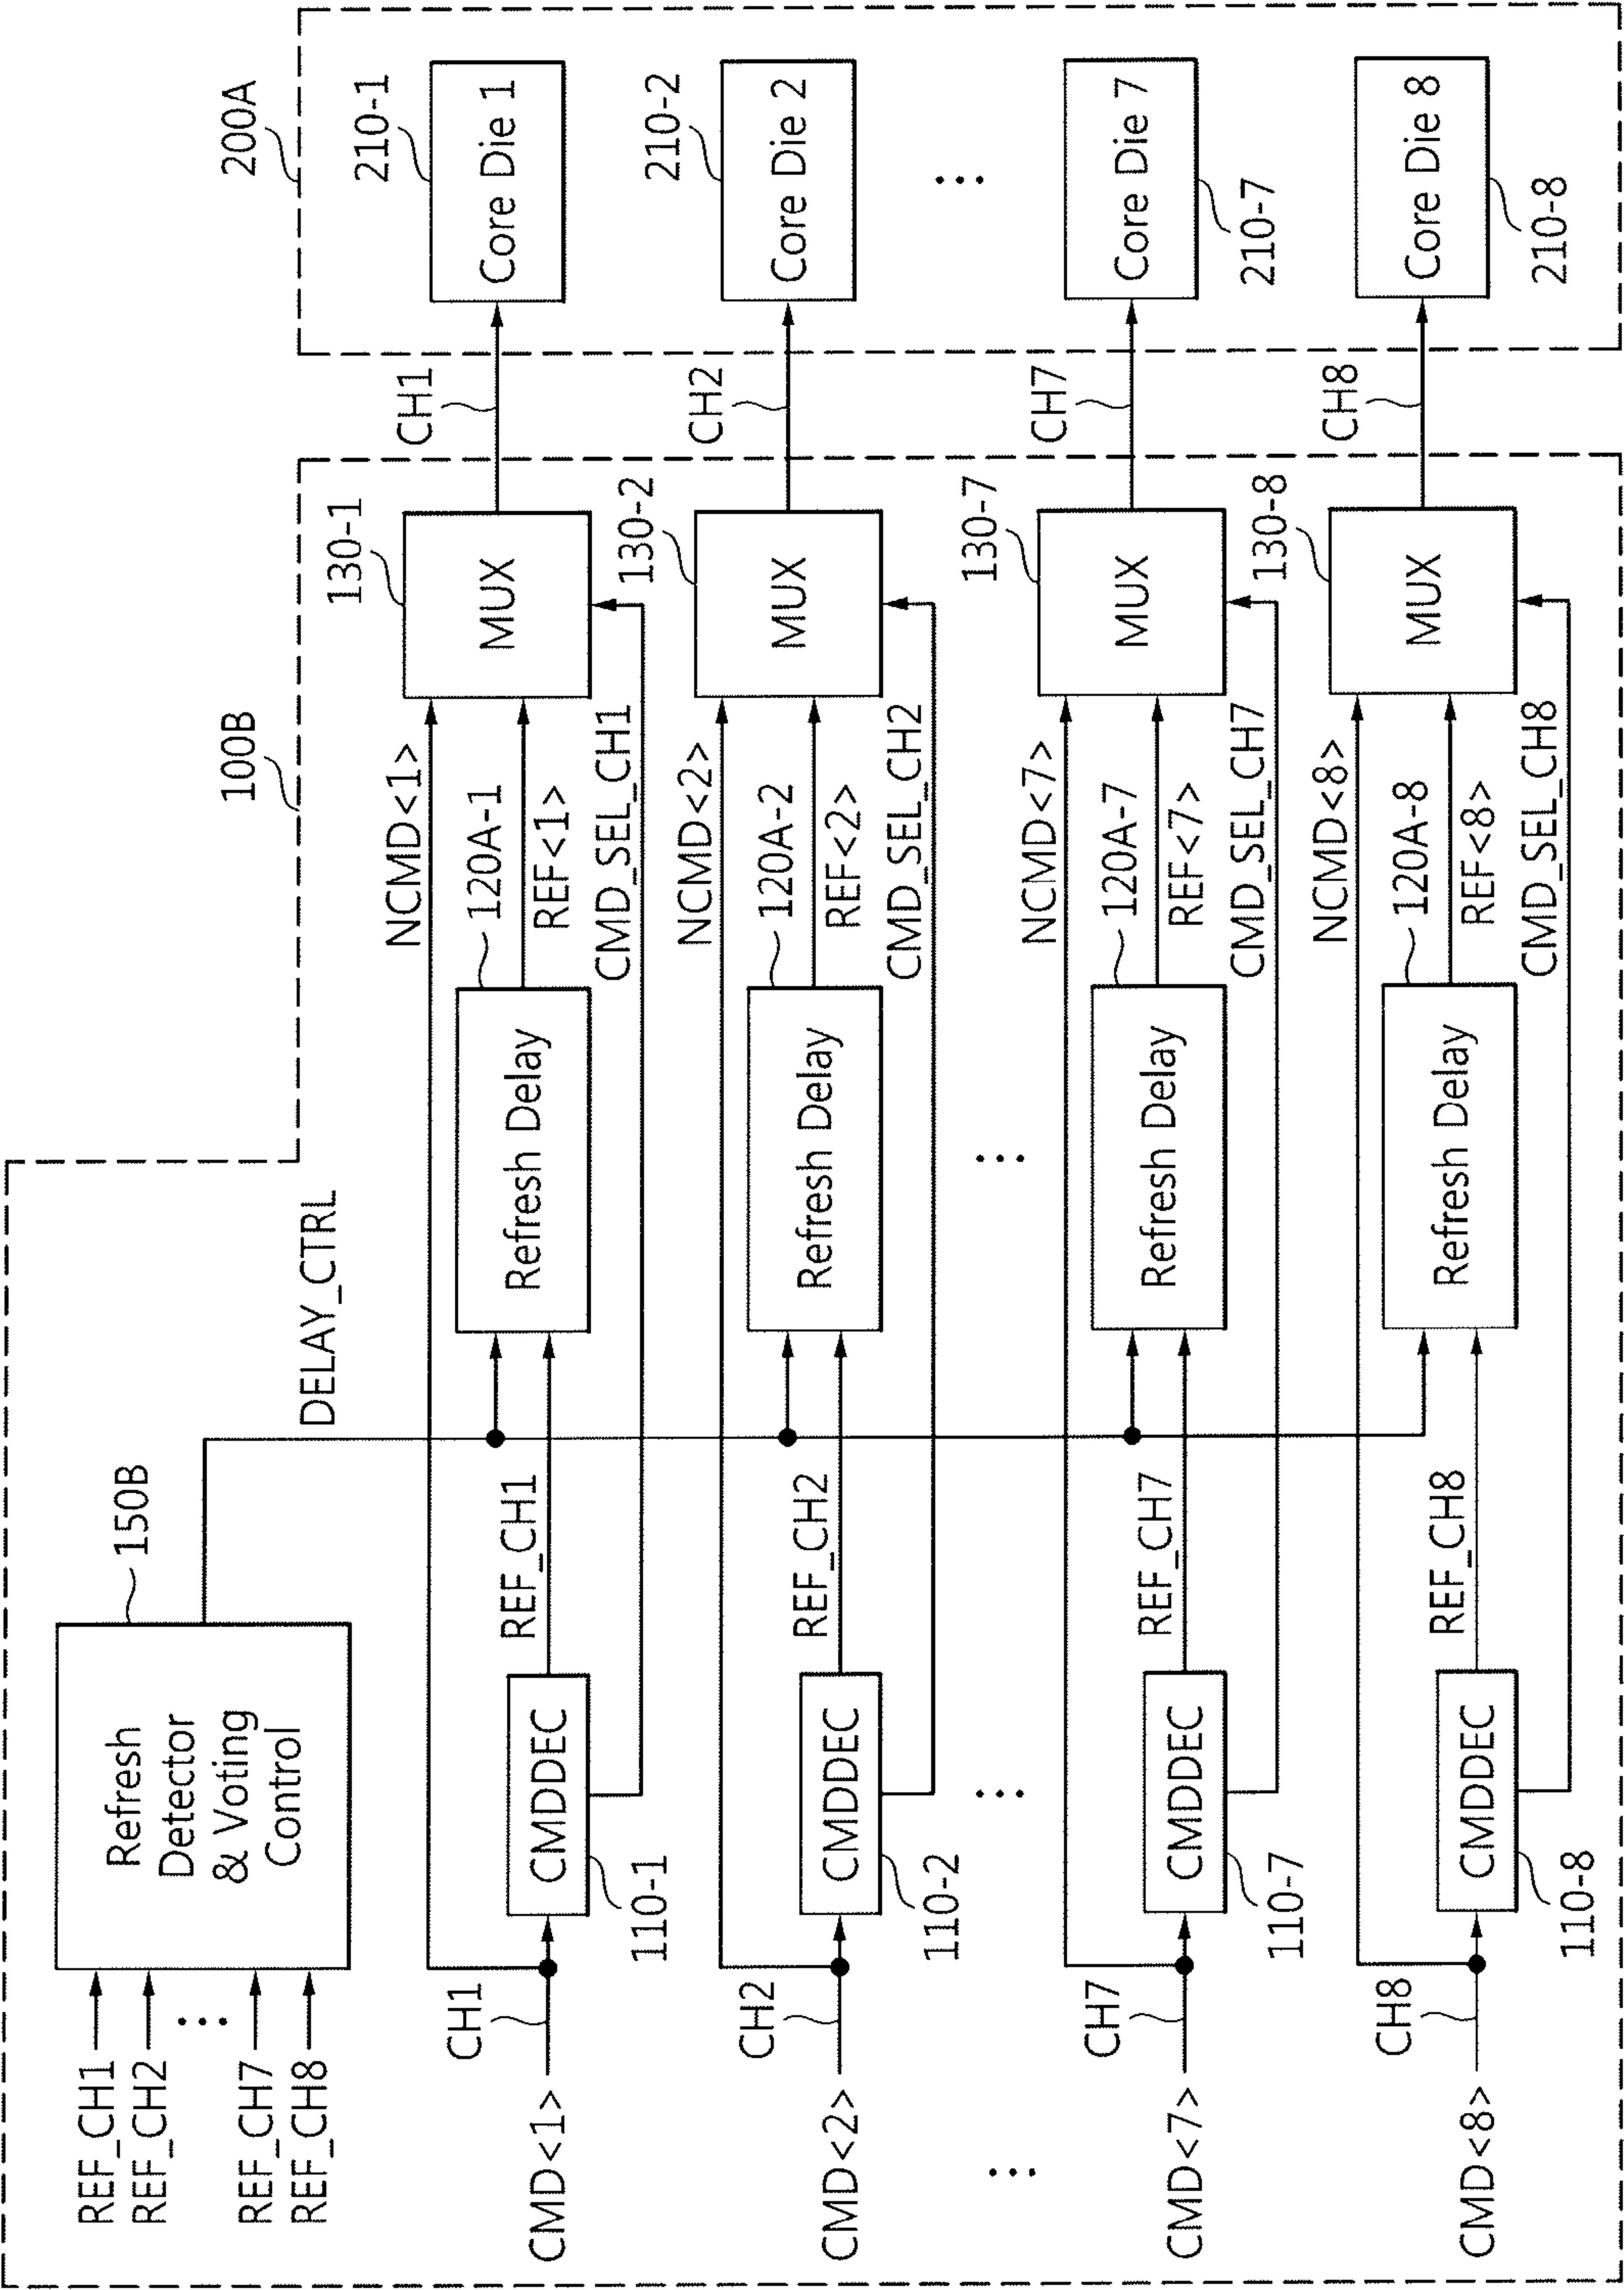 REF_CH1
REF_CH2
...
REF_CH7
REF_CH8
Refresh
Detector
& Voting
Control
150B
DELAY_CTRL
100B
200A
CMD<1>
CH1
CMDDEC
110-1
REF_CH1
Refresh Delay
120A-1
NCMD<1>
REF<1>
CMD_SEL_CH1
MUX
130-1
CH1
Core Die 1
210-1
CMD<2>
CH2
CMDDEC
110-2
REF_CH2
Refresh Delay
120A-2
NCMD<2>
REF<2>
CMD_SEL_CH2
MUX
130-2
CH2
Core Die 2
210-2
...
...
...
...
CMD<7>
CH7
CMDDEC
110-7
REF_CH7
Refresh Delay
120A-7
NCMD<7>
REF<7>
CMD_SEL_CH7
MUX
130-7
CH7
Core Die 7
210-7
CMD<8>
CH8
CMDDEC
110-8
REF_CH8
Refresh Delay
120A-8
NCMD<8>
REF<8>
CMD_SEL_CH8
MUX
130-8
CH8
Core Die 8
210-8